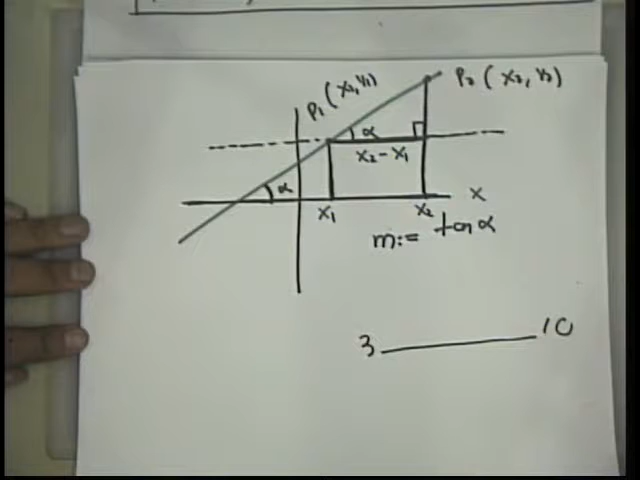 P₁ (x₁, y₁)
P₂ (x₂, y₂)
α
x₂ - x₁
α
x
x₁
x₂
m := tan α
3
10